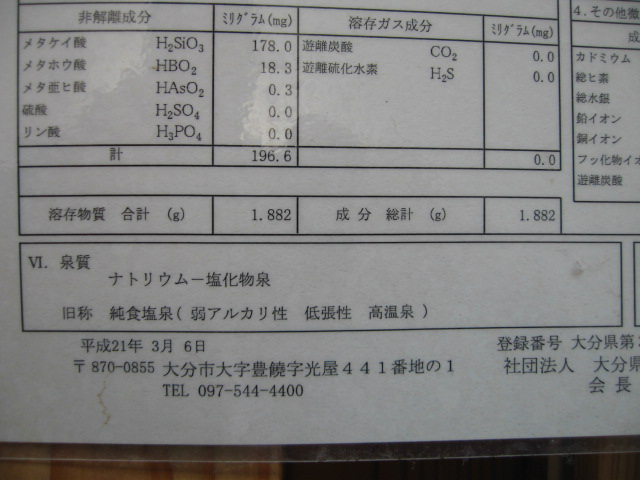 非解離成分 ミリグラム(mg) 溶存ガス成分 ミリグラム(mg) 4.その他微
成
メタケイ酸 H₂SiO₃ 178.0 遊離炭酸 CO₂ 0.0 カドミウム
メタホウ酸 HBO₂ 18.3 遊離硫化水素 H₂S 0.0 総ヒ素
メタ亜ヒ酸 HAsO₂ 0.3 総水銀
硫酸 H₂SO₄ 0.0 鉛イオン
リン酸 H₃PO₄ 0.0 銅イオン
計 196.6 0.0 フッ化物イオ
遊離炭酸
溶存物質 合計 (g) 1.882 成分 総計 (g) 1.882
Ⅵ. 泉質
ナトリウム－塩化物泉
旧称 純食塩泉( 弱アルカリ性 低張性 高温泉 )
平成21年 3月 6日 登録番号 大分県第
〒870-0855 大分市大字豊饒字光屋４４１番地の１ 社団法人 大分県
TEL 097-544-4400 会 長